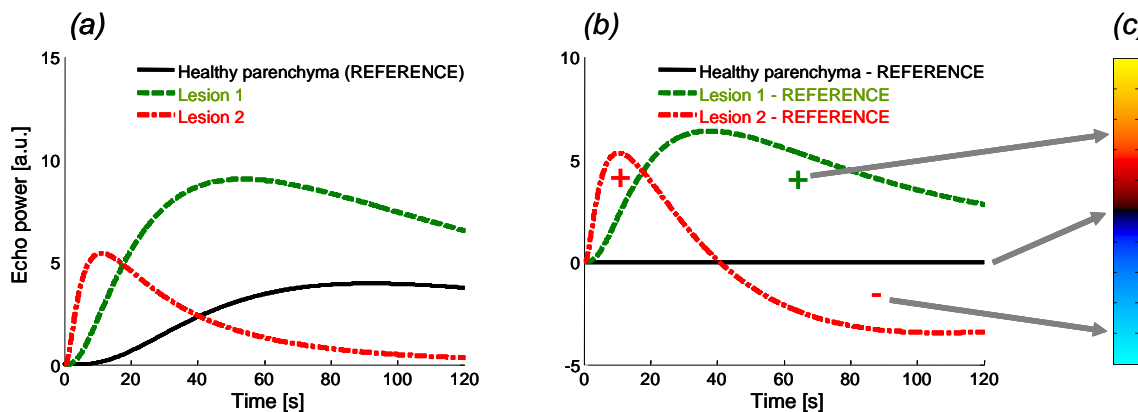 (a)
15
10
5
0
Echo power [a.u.]
Healthy parenchyma (REFERENCE)
Lesion 1
Lesion 2
0 20 40 60 80 100 120
Time [s]
(b)
10
5
0
-5
Healthy parenchyma - REFERENCE
Lesion 1 - REFERENCE
Lesion 2 - REFERENCE
+
+
-
0 20 40 60 80 100 120
Time [s]
(c)